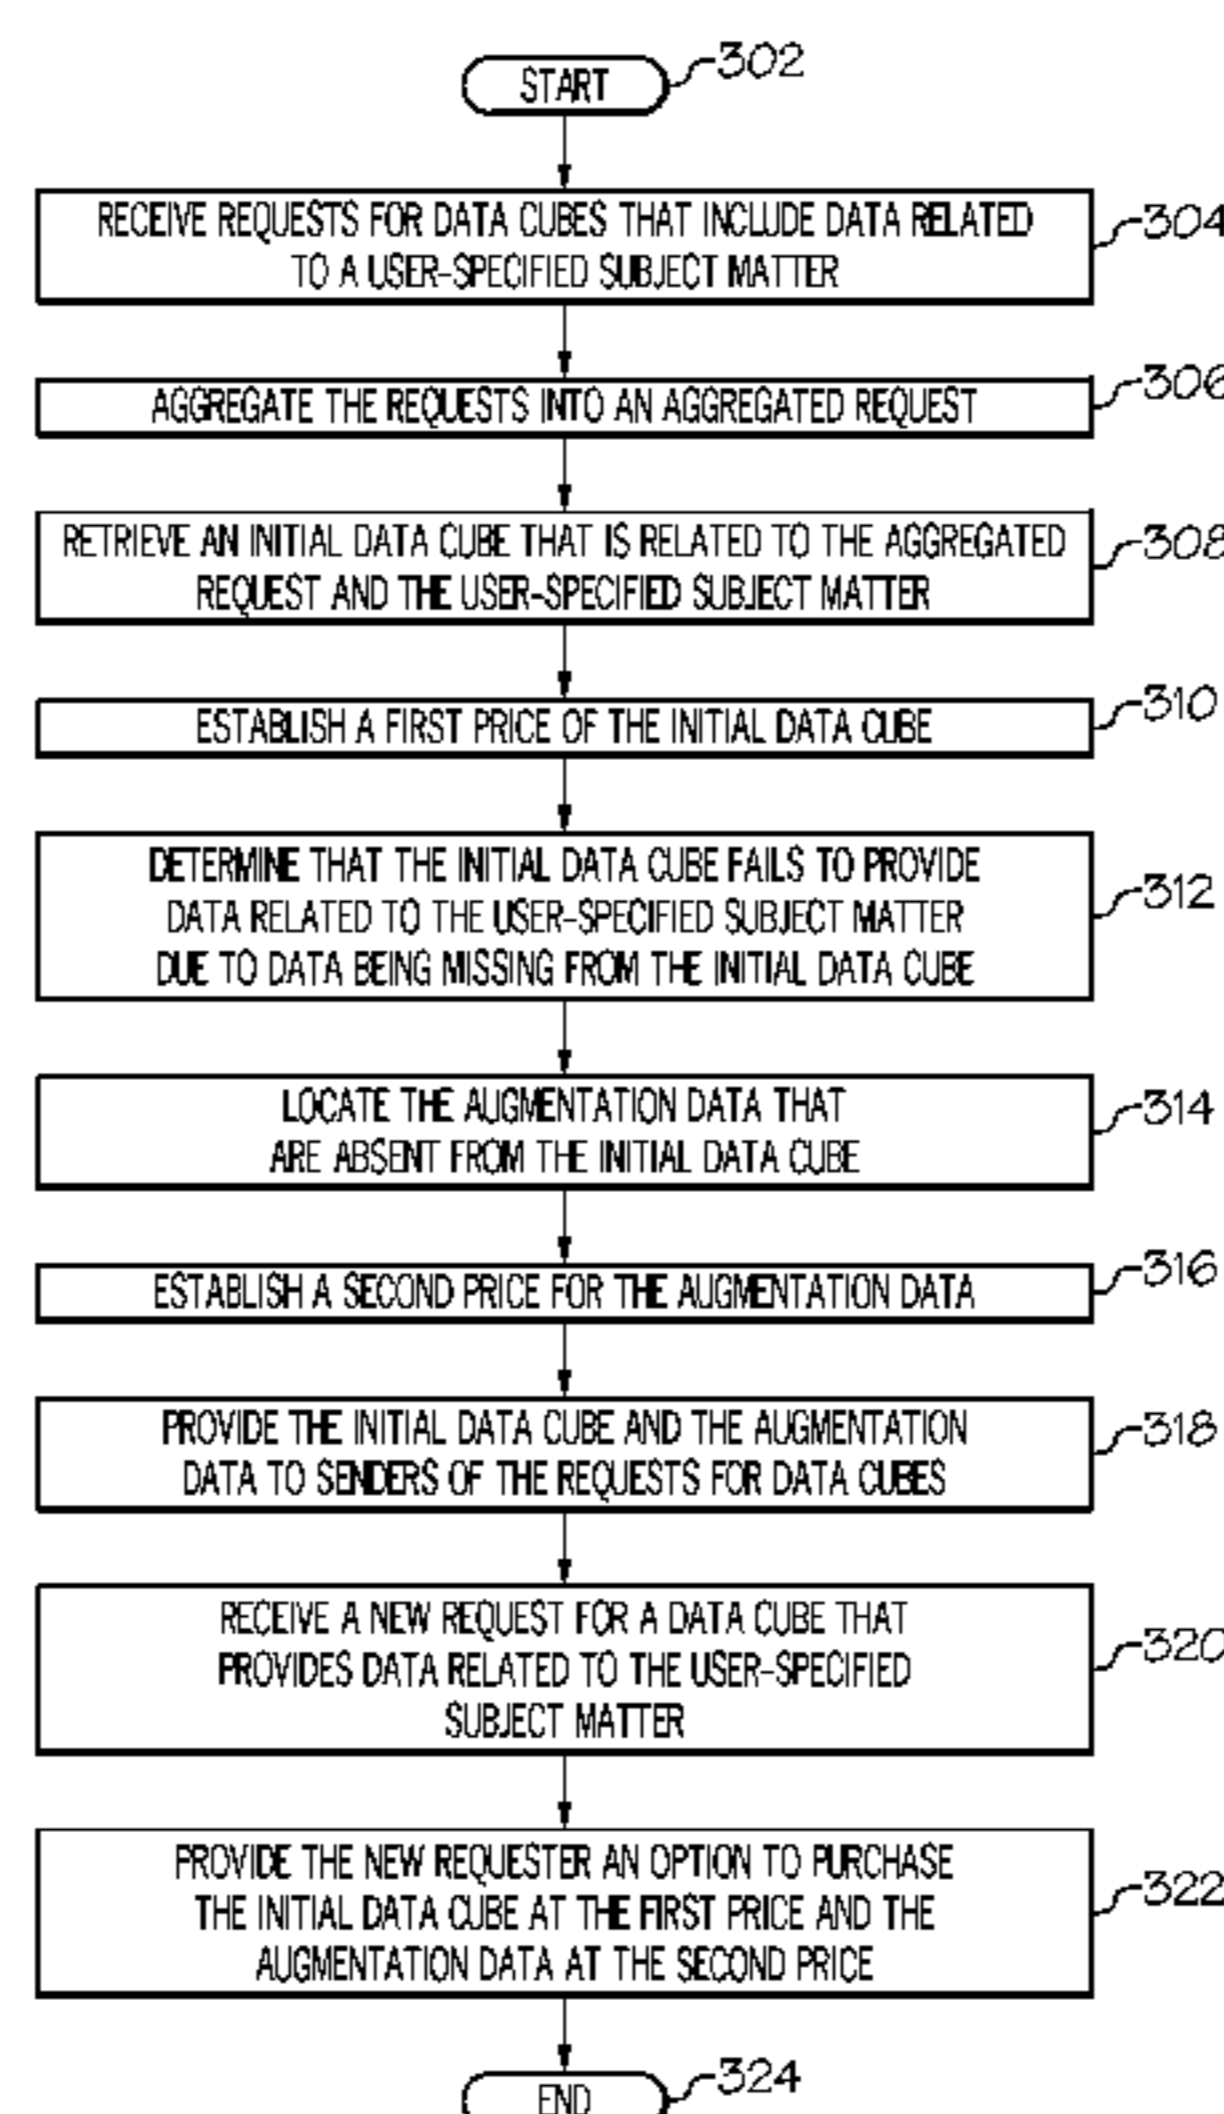 START
302
RECEIVE REQUESTS FOR DATA CUBES THAT INCLUDE DATA RELATED
TO A USER-SPECIFIED SUBJECT MATTER
304
AGGREGATE THE REQUESTS INTO AN AGGREGATED REQUEST
306
RETRIEVE AN INITIAL DATA CUBE THAT IS RELATED TO THE AGGREGATED
REQUEST AND THE USER-SPECIFIED SUBJECT MATTER
308
ESTABLISH A FIRST PRICE OF THE INITIAL DATA CUBE
310
DETERMINE THAT THE INITIAL DATA CUBE FAILS TO PROVIDE
DATA RELATED TO THE USER-SPECIFIED SUBJECT MATTER
DUE TO DATA BEING MISSING FROM THE INITIAL DATA CUBE
312
LOCATE THE AUGMENTATION DATA THAT
ARE ABSENT FROM THE INITIAL DATA CUBE
314
ESTABLISH A SECOND PRICE FOR THE AUGMENTATION DATA
316
PROVIDE THE INITIAL DATA CUBE AND THE AUGMENTATION
DATA TO SENDERS OF THE REQUESTS FOR DATA CUBES
318
RECEIVE A NEW REQUEST FOR A DATA CUBE THAT
PROVIDES DATA RELATED TO THE USER-SPECIFIED
SUBJECT MATTER
320
PROVIDE THE NEW REQUESTER AN OPTION TO PURCHASE
THE INITIAL DATA CUBE AT THE FIRST PRICE AND THE
AUGMENTATION DATA AT THE SECOND PRICE
322
END
324